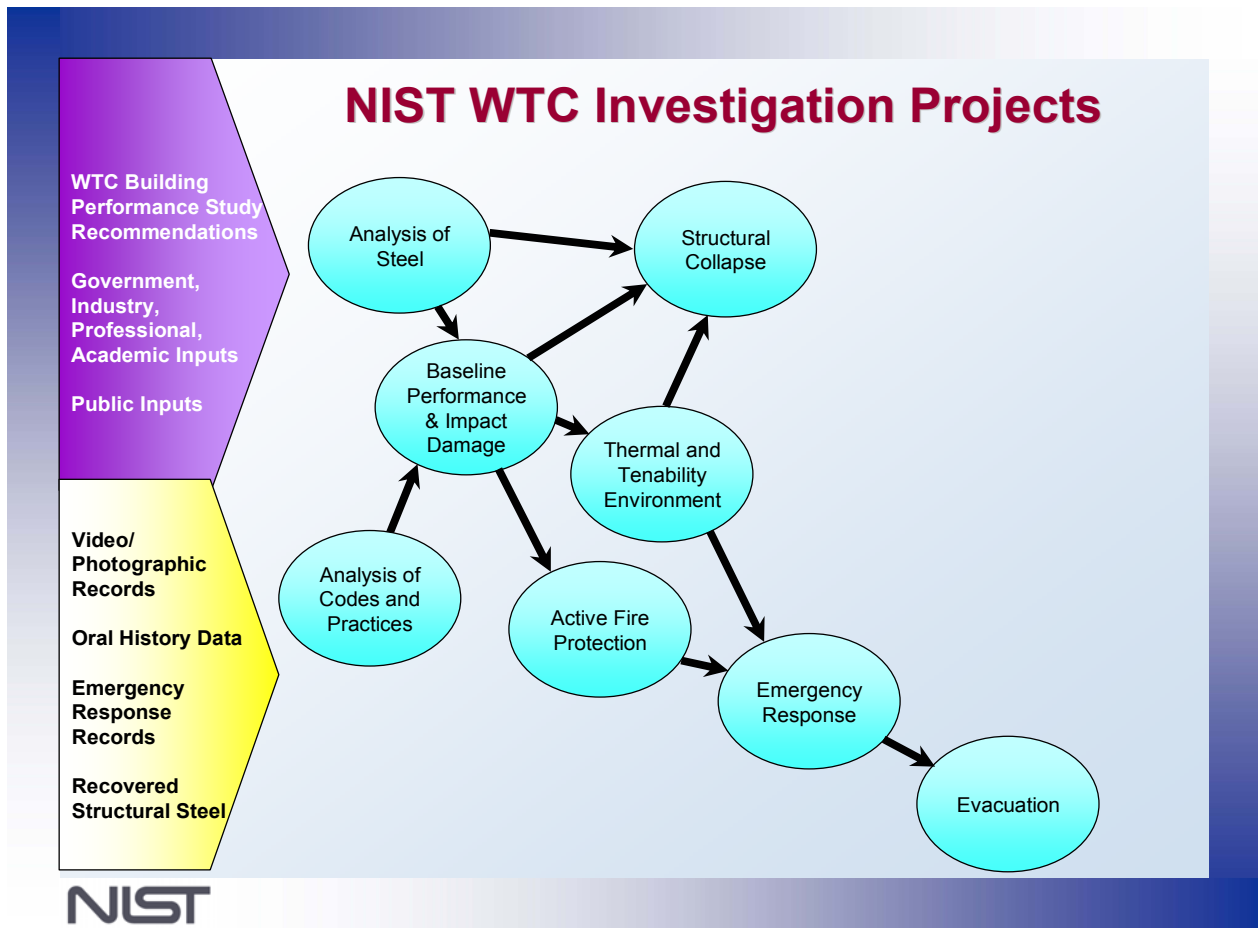 NIST WTC Investigation Projects
WTC Building
Performance Study
Recommendations
Government,
Industry,
Professional,
Academic Inputs
Public Inputs
Video/
Photographic
Records
Oral History Data
Emergency
Response
Records
Recovered
Structural Steel
Analysis of
Steel
Structural
Collapse
Baseline
Performance
& Impact
Damage
Thermal and
Tenability
Environment
Analysis of
Codes and
Practices
Active Fire
Protection
Emergency
Response
Evacuation
NIST